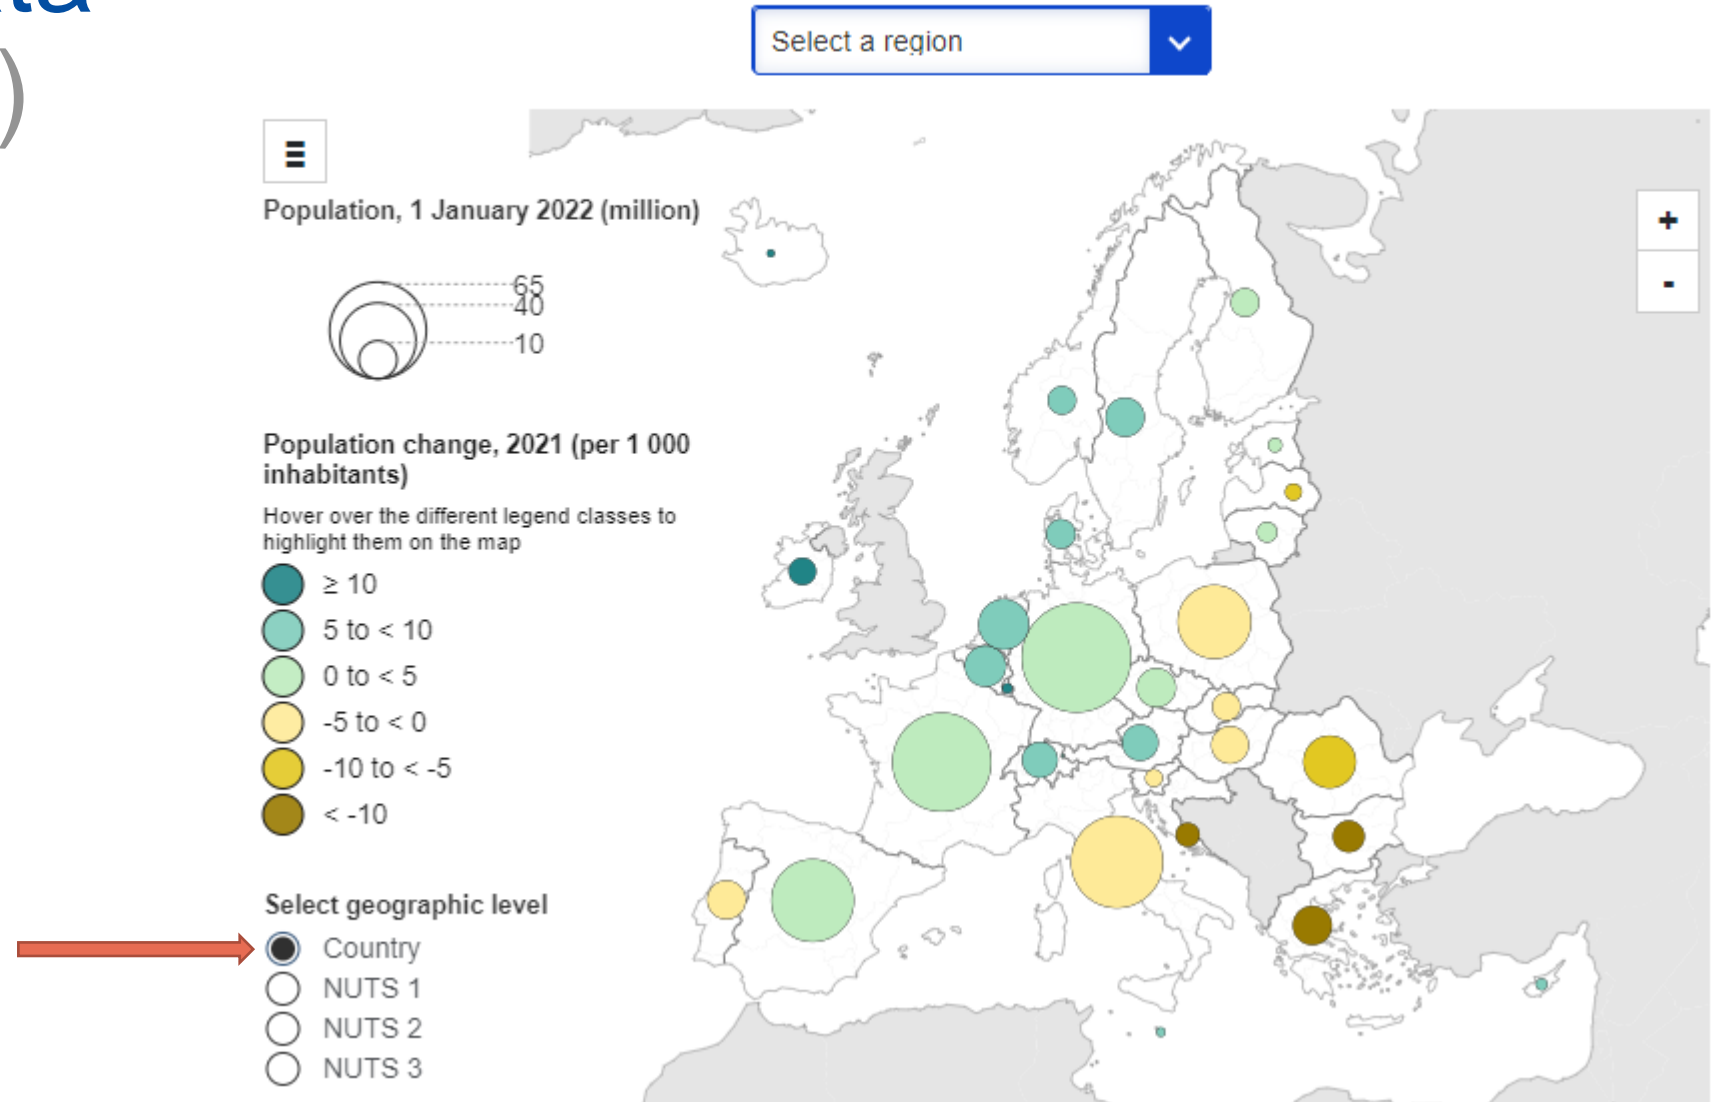 )
Select a region
Population, 1 January 2022 (million)
65
40
10
Population change, 2021 (per 1 000
inhabitants)
Hover over the different legend classes to
highlight them on the map
≥ 10
5 to < 10
0 to < 5
-5 to < 0
-10 to < -5
< -10
Select geographic level
Country
NUTS 1
NUTS 2
NUTS 3
+
-